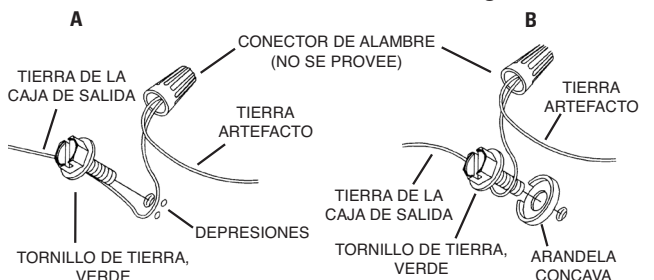 A
B
CONECTOR DE ALAMBRE
(NO SE PROVEE)
TIERRA DE LA
CAJA DE SALIDA
TIERRA
ARTEFACTO
DEPRESIONES
TORNILLO DE TIERRA,
VERDE
TIERRA
ARTEFACTO
TIERRA DE LA
CAJA DE SALIDA
TORNILLO DE TIERRA,
VERDE
ARANDELA
CONCAVA